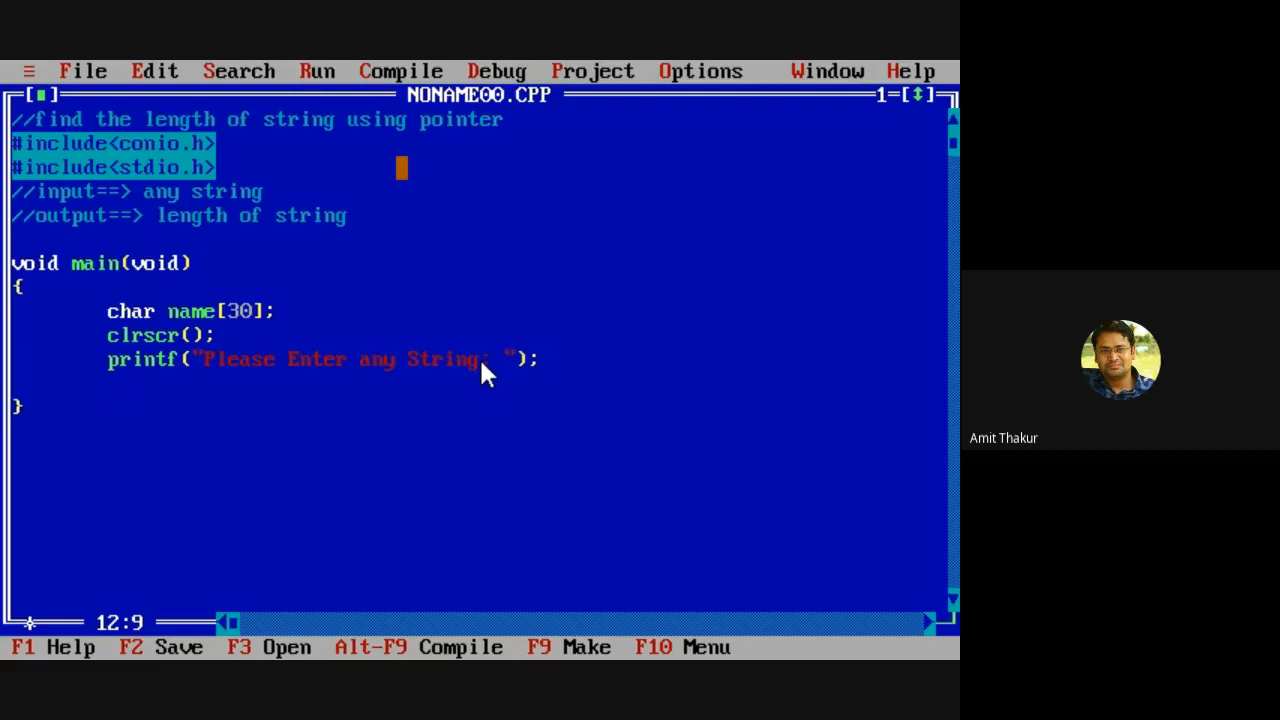 ≡ File Edit Search Run Compile Debug Project Options Window Help
[■] NONAME00.CPP 1=[↕]
//find the length of string using pointer
#include<conio.h>
#include<stdio.h>
//input==> any string
//output==> length of string
void main(void)
{
char name[30];
clrscr();
printf("Please Enter any String: ");
}
12:9
F1 Help F2 Save F3 Open Alt-F9 Compile F9 Make F10 Menu
Amit Thakur